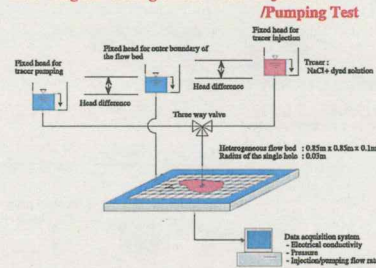 /Pumping Test
Fixed head for
tracer injection
Fixed head for outer boundary of
the flow bed
Fixed head for
tracer pumping
Tracer :
NaCl + dyed solution
Head difference
Head difference
Three way valve
Heterogeneous flow bed : 0.85m x 0.85m x 0.1m
Radius of the single hole : 0.03m
Data acquisition system
- Electrical conductivity
- Pressure
- Injection/pumping flow rate